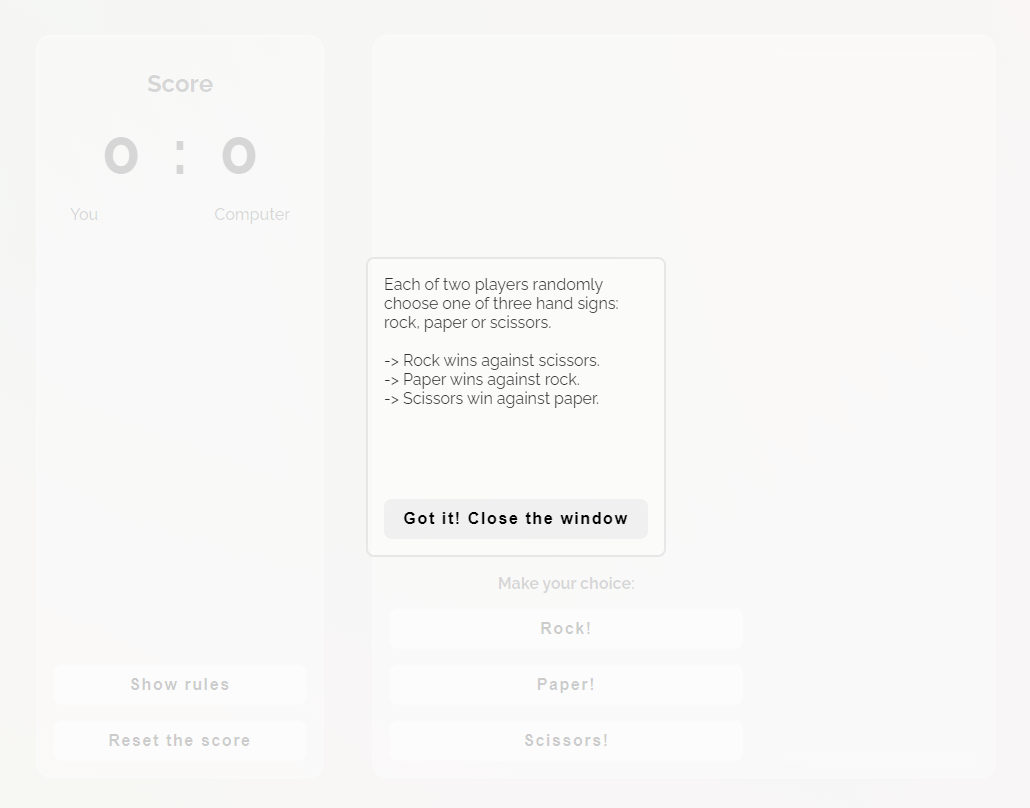 Score
0 : 0
You Computer
Each of two players randomly
choose one of three hand signs:
rock, paper or scissors.
-> Rock wins against scissors.
-> Paper wins against rock.
-> Scissors win against paper.
Got it! Close the window
Make your choice:
Rock!
Paper!
Scissors!
Show rules
Reset the score